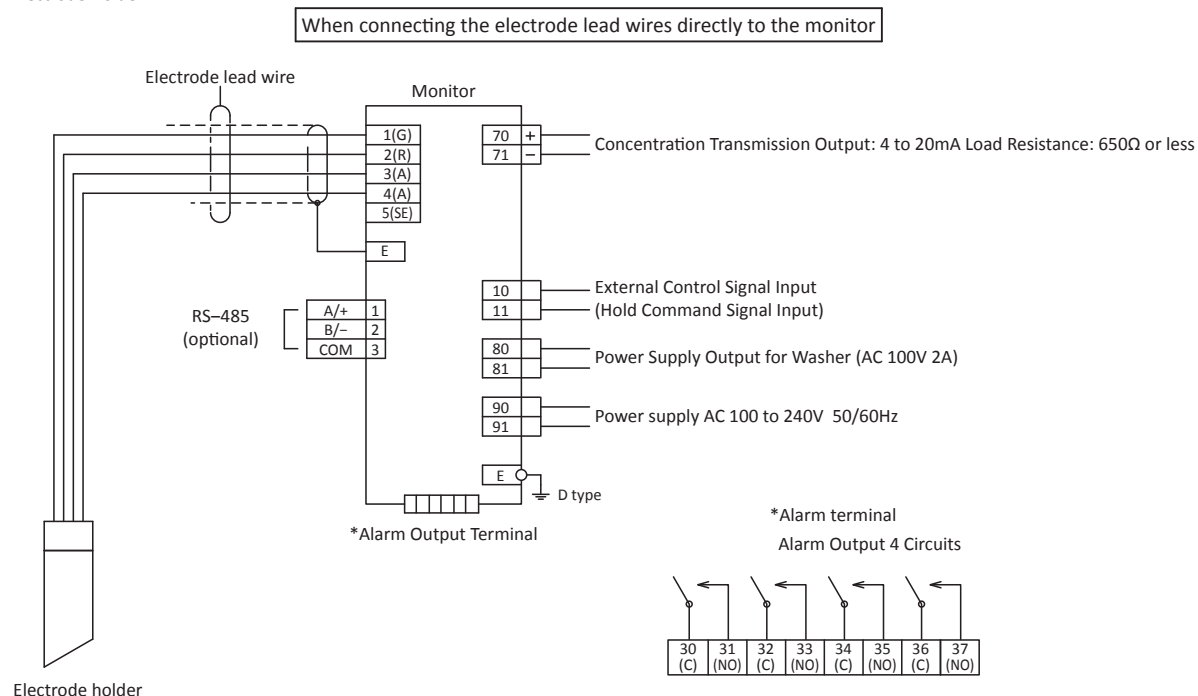 When connecting the electrode lead wires directly to the monitor
Electrode lead wire
Monitor
1(G)
2(R)
3(A)
4(A)
5(SE)
E
70 +
71 −
Concentration Transmission Output: 4 to 20mA Load Resistance: 650Ω or less
RS−485
(optional)
A/+ 1
B/− 2
COM 3
10
11
External Control Signal Input
(Hold Command Signal Input)
80
81
Power Supply Output for Washer (AC 100V 2A)
90
91
Power supply AC 100 to 240V 50/60Hz
E
D type
*Alarm Output Terminal
*Alarm terminal
Alarm Output 4 Circuits
30 31 32 33 34 35 36 37
(C) (NO) (C) (NO) (C) (NO) (C) (NO)
Electrode holder